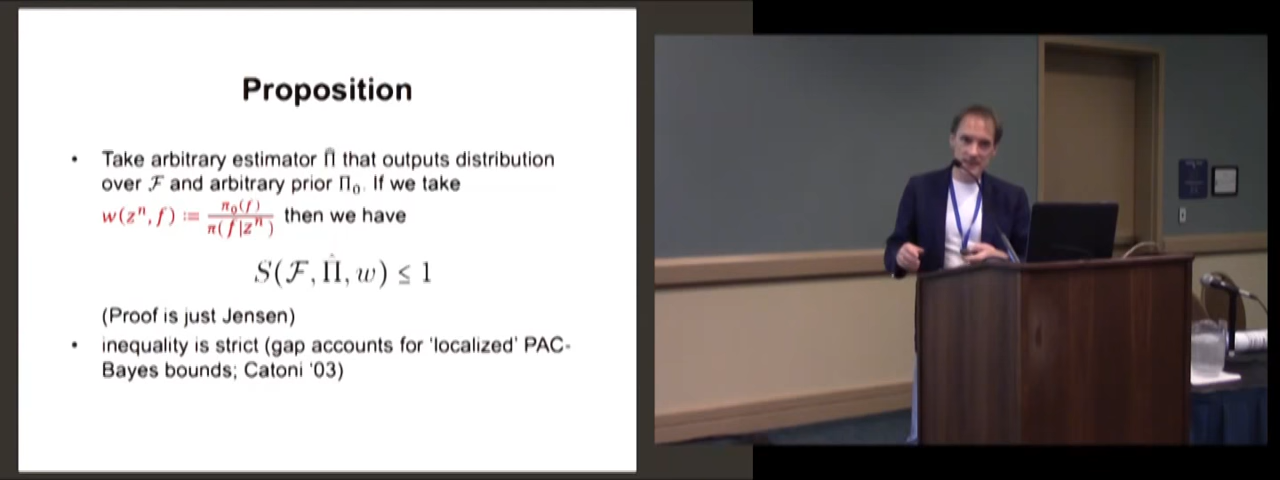 Proposition
• Take arbitrary estimator Π̂ that outputs distribution
over ℱ and arbitrary prior Π₀. If we take
w(zⁿ, f) := π₀(f) / π(f|zⁿ) then we have
S(ℱ, Π̂, w) ≤ 1
(Proof is just Jensen)
• inequality is strict (gap accounts for ‘localized’ PAC-
Bayes bounds; Catoni ‘03)